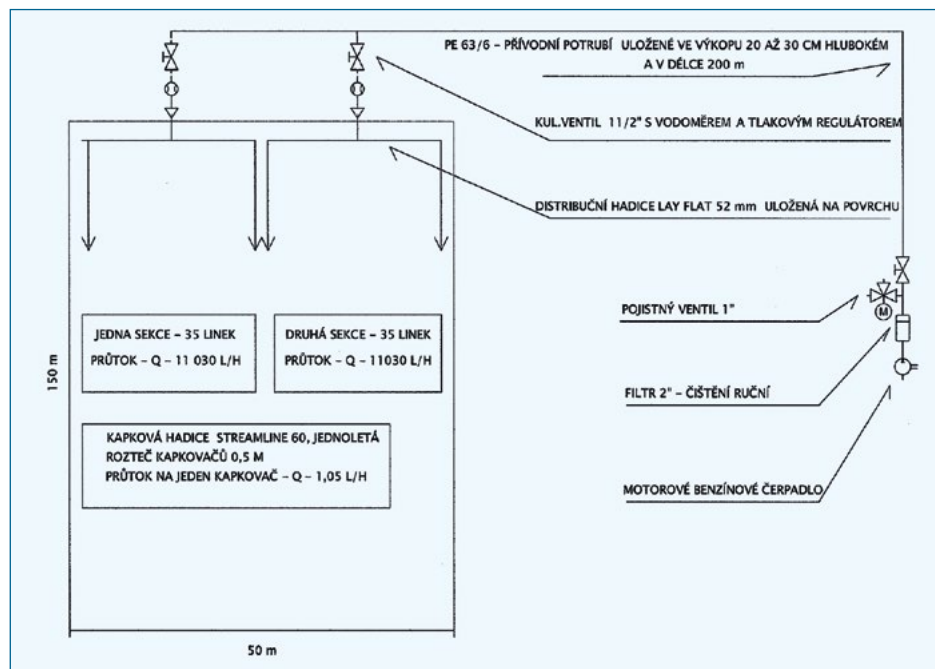 PE 63/6 – PŘÍVODNÍ POTRUBÍ ULOŽENÉ VE VÝKOPU 20 AŽ 30 CM HLUBOKÉM
A V DÉLCE 200 m
KUL.VENTIL 11/2" S VODOMĚREM A TLAKOVÝM REGULÁTOREM
DISTRIBUČNÍ HADICE LAY FLAT 52 mm ULOŽENÁ NA POVRCHU
POJISTNÝ VENTIL 1"
M
FILTR 2" – ČIŠTĚNÍ RUČNÍ
MOTOROVÉ BENZÍNOVÉ ČERPADLO
JEDNA SEKCE – 35 LINEK
PRŮTOK – Q – 11 030 L/H
DRUHÁ SEKCE – 35 LINEK
PRŮTOK – Q – 11030 L/H
KAPKOVÁ HADICE STREAMLINE 60, JEDNOLETÁ
ROZTEČ KAPKOVAČŮ 0,5 M
PRŮTOK NA JEDEN KAPKOVAČ – Q – 1,05 L/H
150 m
50 m